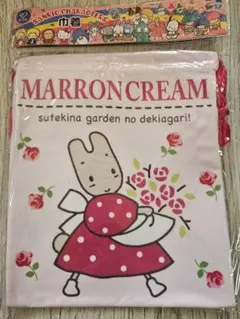 SANRIO CHARACTERS
巾着
MARRONCREAM
sutekina garden no dekiagari!